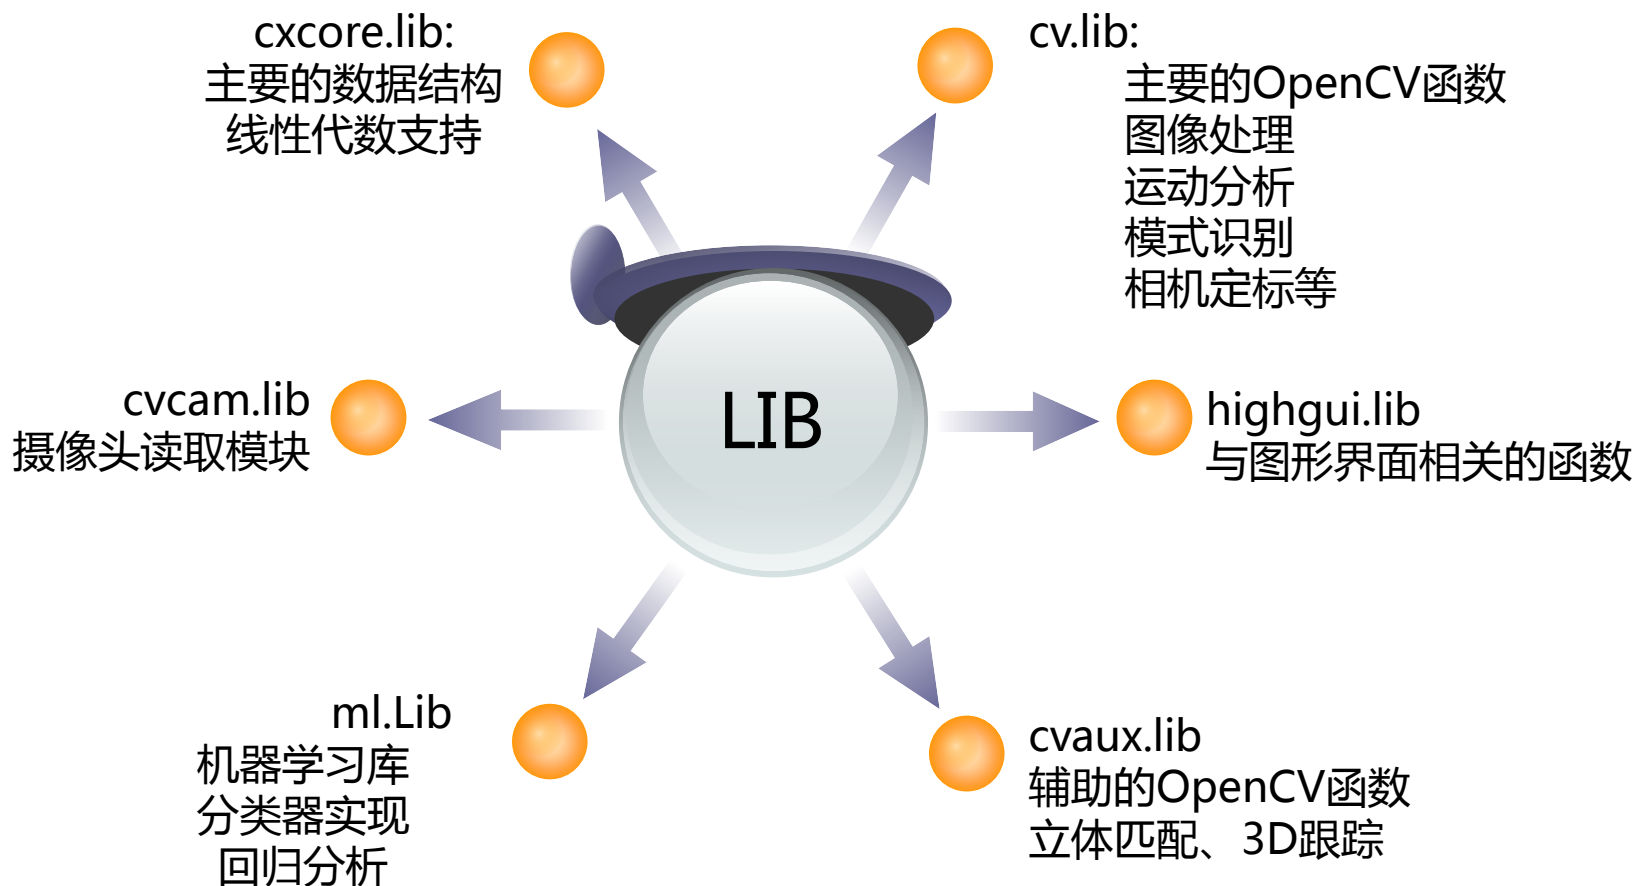 cxcore.lib:
主要的数据结构
线性代数支持
cv.lib:
主要的OpenCV函数
图像处理
运动分析
模式识别
相机定标等
cvcam.lib
摄像头读取模块
LIB
highgui.lib
与图形界面相关的函数
ml.Lib
机器学习库
分类器实现
回归分析
cvaux.lib
辅助的OpenCV函数
立体匹配、3D跟踪